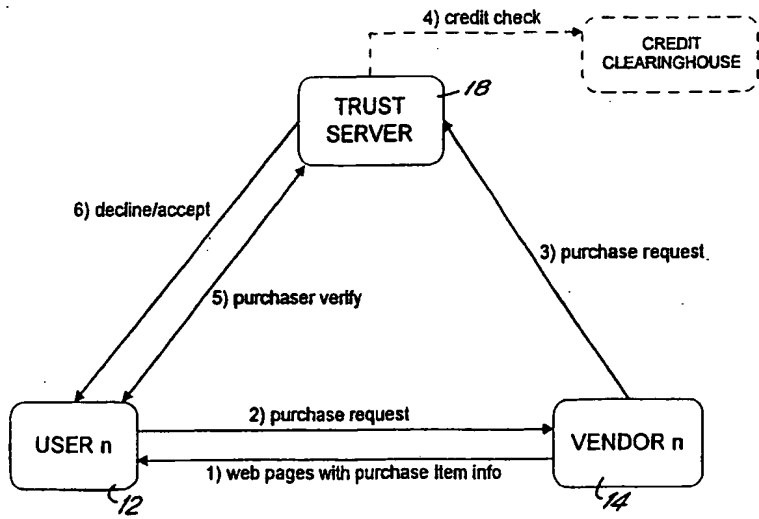 4) credit check
CREDIT
CLEARINGHOUSE
18
TRUST
SERVER
6) decline/accept
3) purchase request
5) purchaser verify
2) purchase request
USER n
VENDOR n
1) web pages with purchase item info
12
14